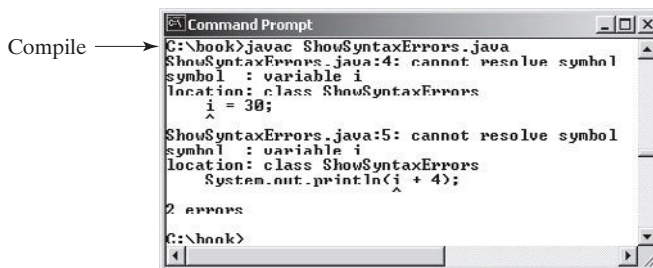 Command Prompt
Compile
C:\book>javac ShowSyntaxErrors.java
ShowSyntaxErrors.java:4: cannot resolve symbol
symbol : variable i
location: class ShowSyntaxErrors
i = 30;
^
ShowSyntaxErrors.java:5: cannot resolve symbol
symbol : variable i
location: class ShowSyntaxErrors
System.out.println(i + 4);
^
2 errors
C:\book>